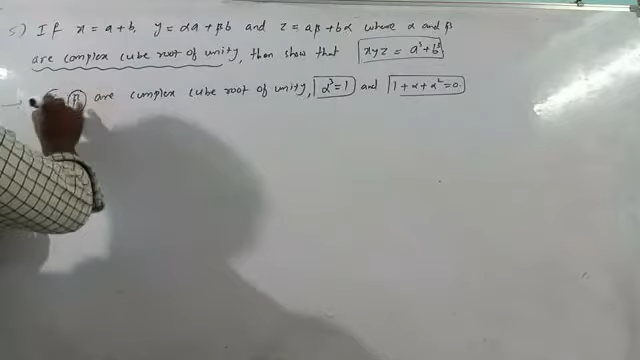 5) If x = a + b, y = αa + βb and z = aβ + bα where α and β
are complex cube root of unity, then show that xyz = a³ + b³
β are complex cube root of unity, α³ = 1 and 1 + α + α² = 0.